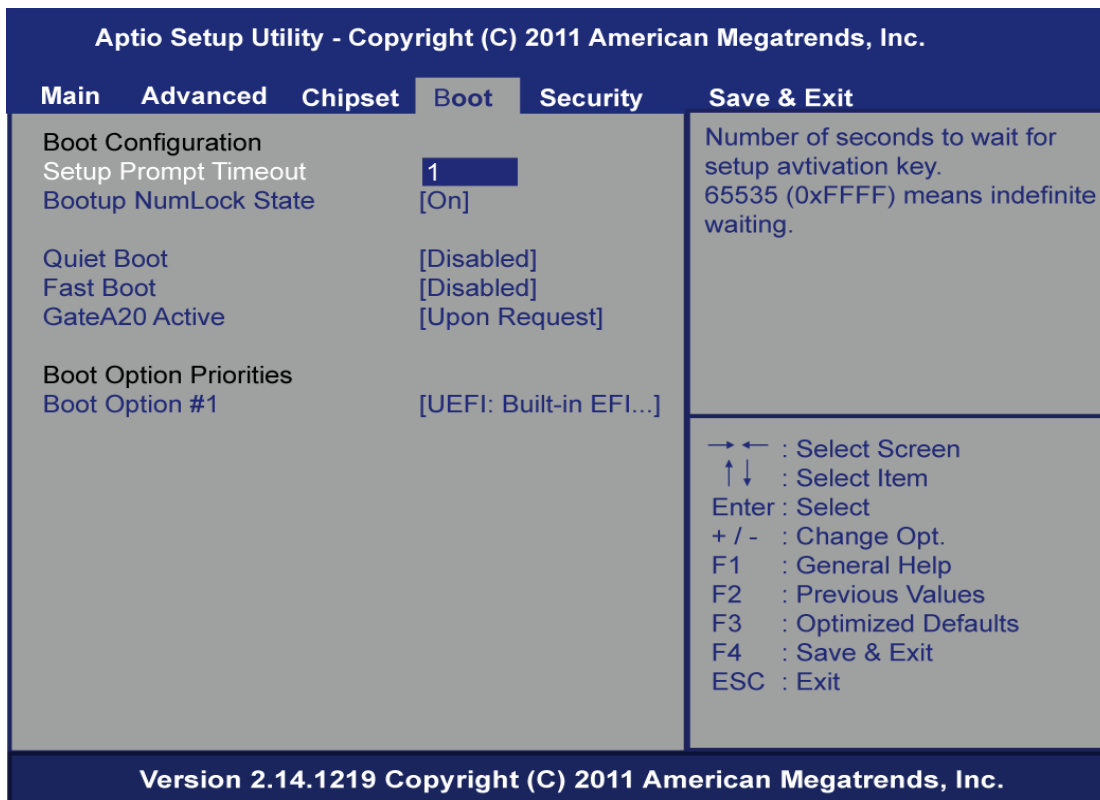 Aptio Setup Utility - Copyright (C) 2011 American Megatrends, Inc.
Main Advanced Chipset Boot Security Save & Exit
Boot Configuration
Setup Prompt Timeout 1
Bootup NumLock State [On]
Quiet Boot [Disabled]
Fast Boot [Disabled]
GateA20 Active [Upon Request]
Boot Option Priorities
Boot Option #1 [UEFI: Built-in EFI...]
Number of seconds to wait for
setup avtivation key.
65535 (0xFFFF) means indefinite
waiting.
→ ← : Select Screen
↑↓ : Select Item
Enter : Select
+ / - : Change Opt.
F1 : General Help
F2 : Previous Values
F3 : Optimized Defaults
F4 : Save & Exit
ESC : Exit
Version 2.14.1219 Copyright (C) 2011 American Megatrends, Inc.